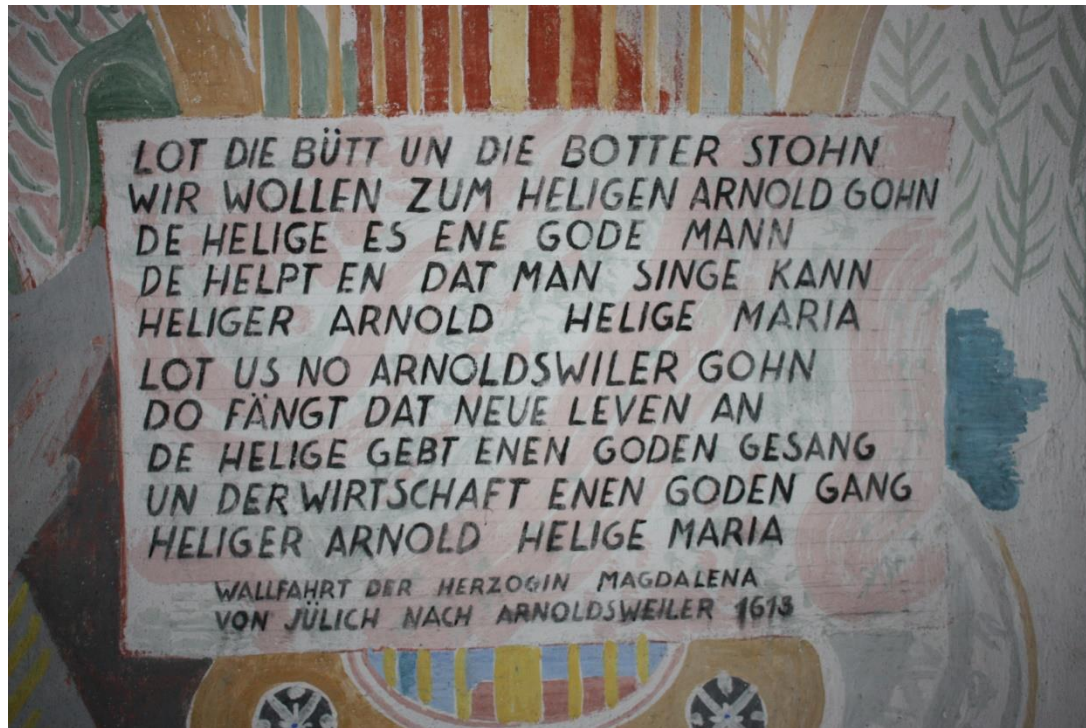 LOT DIE BÜTT UN DIE BOTTER STOHN
WIR WOLLEN ZUM HELIGEN ARNOLD GOHN
DE HELIGE ES ENE GODE MANN
DE HELPT EN DAT MAN SINGE KANN
HELIGER ARNOLD HELIGE MARIA
LOT US NO ARNOLDSWILER GOHN
DO FÄNGT DAT NEUE LEVEN AN
DE HELIGE GEBT ENEN GODEN GESANG
UN DER WIRTSCHAFT ENEN GODEN GANG
HELIGER ARNOLD HELIGE MARIA
WALLFAHRT DER HERZOGIN MAGDALENA
VON JÜLICH NACH ARNOLDSWEILER 1613